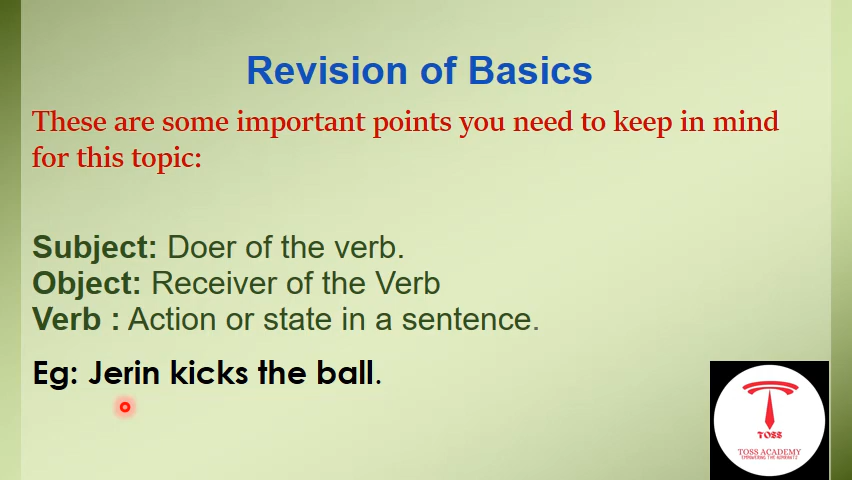 Revision of Basics
These are some important points you need to keep in mind
for this topic:
Subject: Doer of the verb.
Object: Receiver of the Verb
Verb : Action or state in a sentence.
Eg: Jerin kicks the ball.
TOSS
TOSS ACADEMY